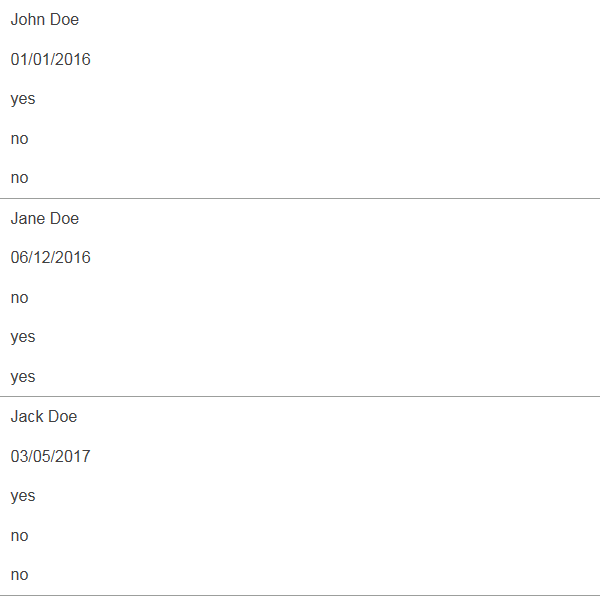 John Doe
01/01/2016
yes
no
no
Jane Doe
06/12/2016
no
yes
yes
Jack Doe
03/05/2017
yes
no
no